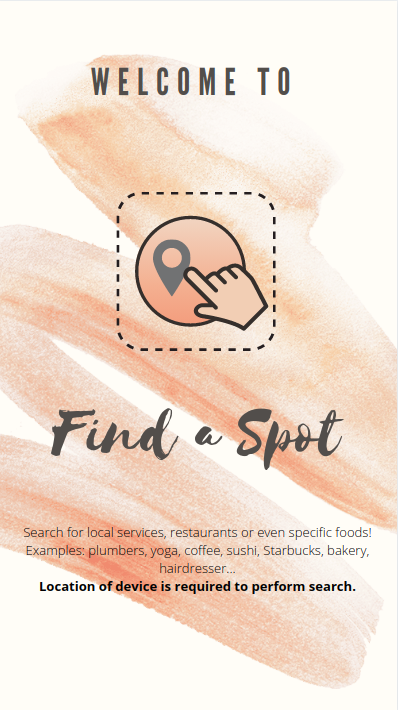 WELCOME TO
Find a Spot
Search for local services, restaurants or even specific foods!
Examples: plumbers, yoga, coffee, sushi, Starbucks, bakery,
hairdresser...
Location of device is required to perform search.